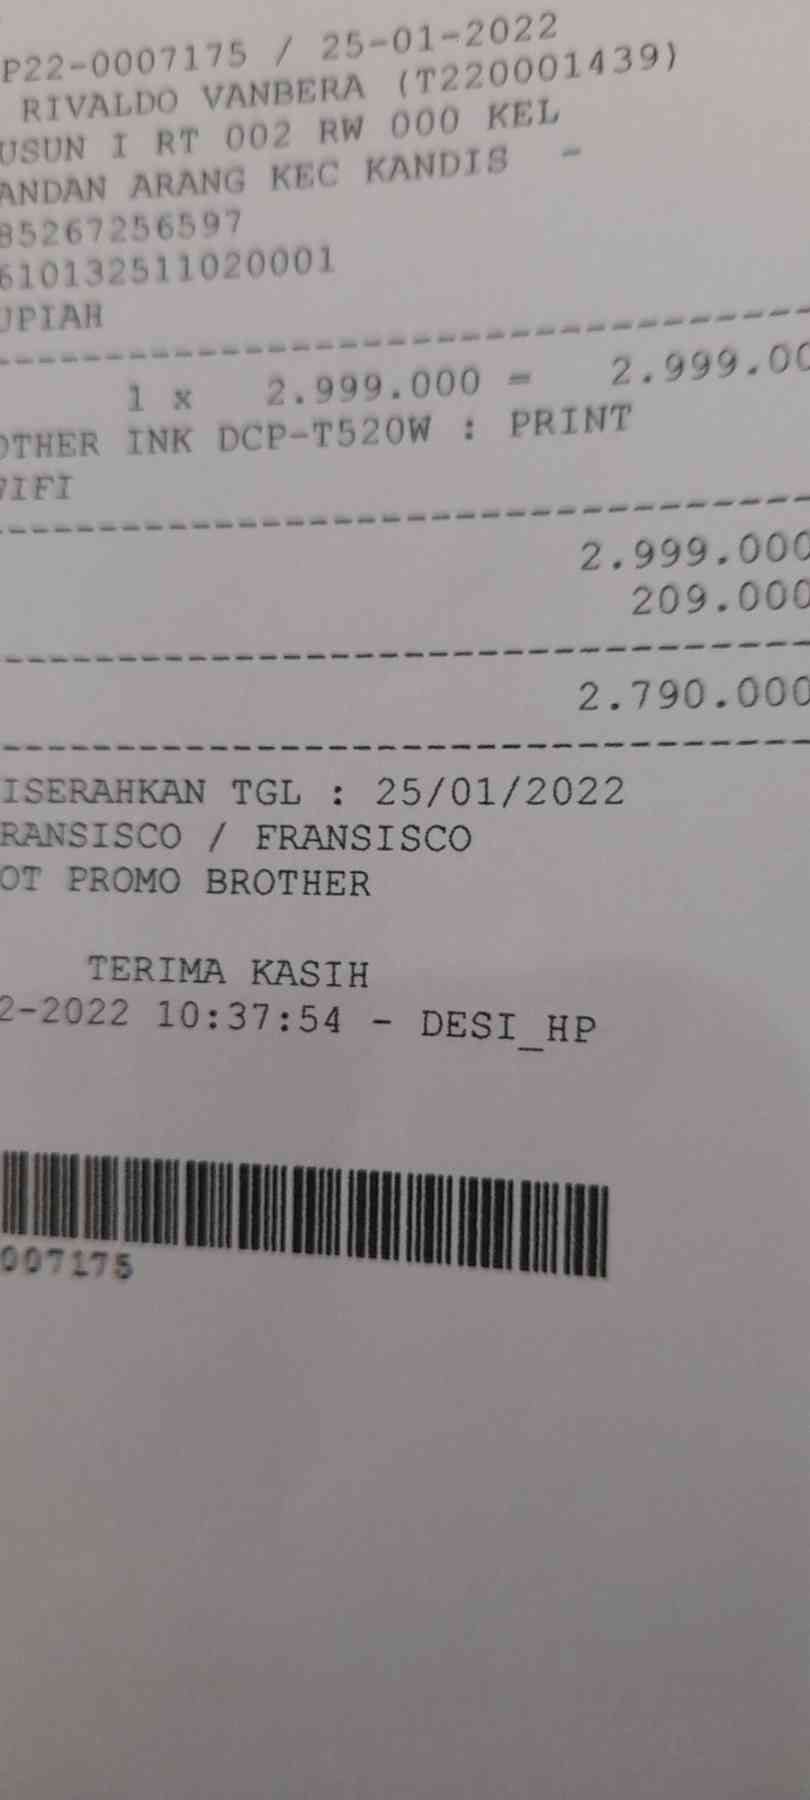 P22-0007175 / 25-01-2022
RIVALDO VANBERA (T220001439)
USUN I RT 002 RW 000 KEL
ANDAN ARANG KEC KANDIS -
85267256597
610132511020001
UPIAH
1 x 2.999.000 = 2.999.00
OTHER INK DCP-T520W : PRINT
WIFI
2.999.000
209.000
2.790.000
ISERAHKAN TGL : 25/01/2022
RANSISCO / FRANSISCO
OT PROMO BROTHER
TERIMA KASIH
2-2022 10:37:54 - DESI_HP
007175